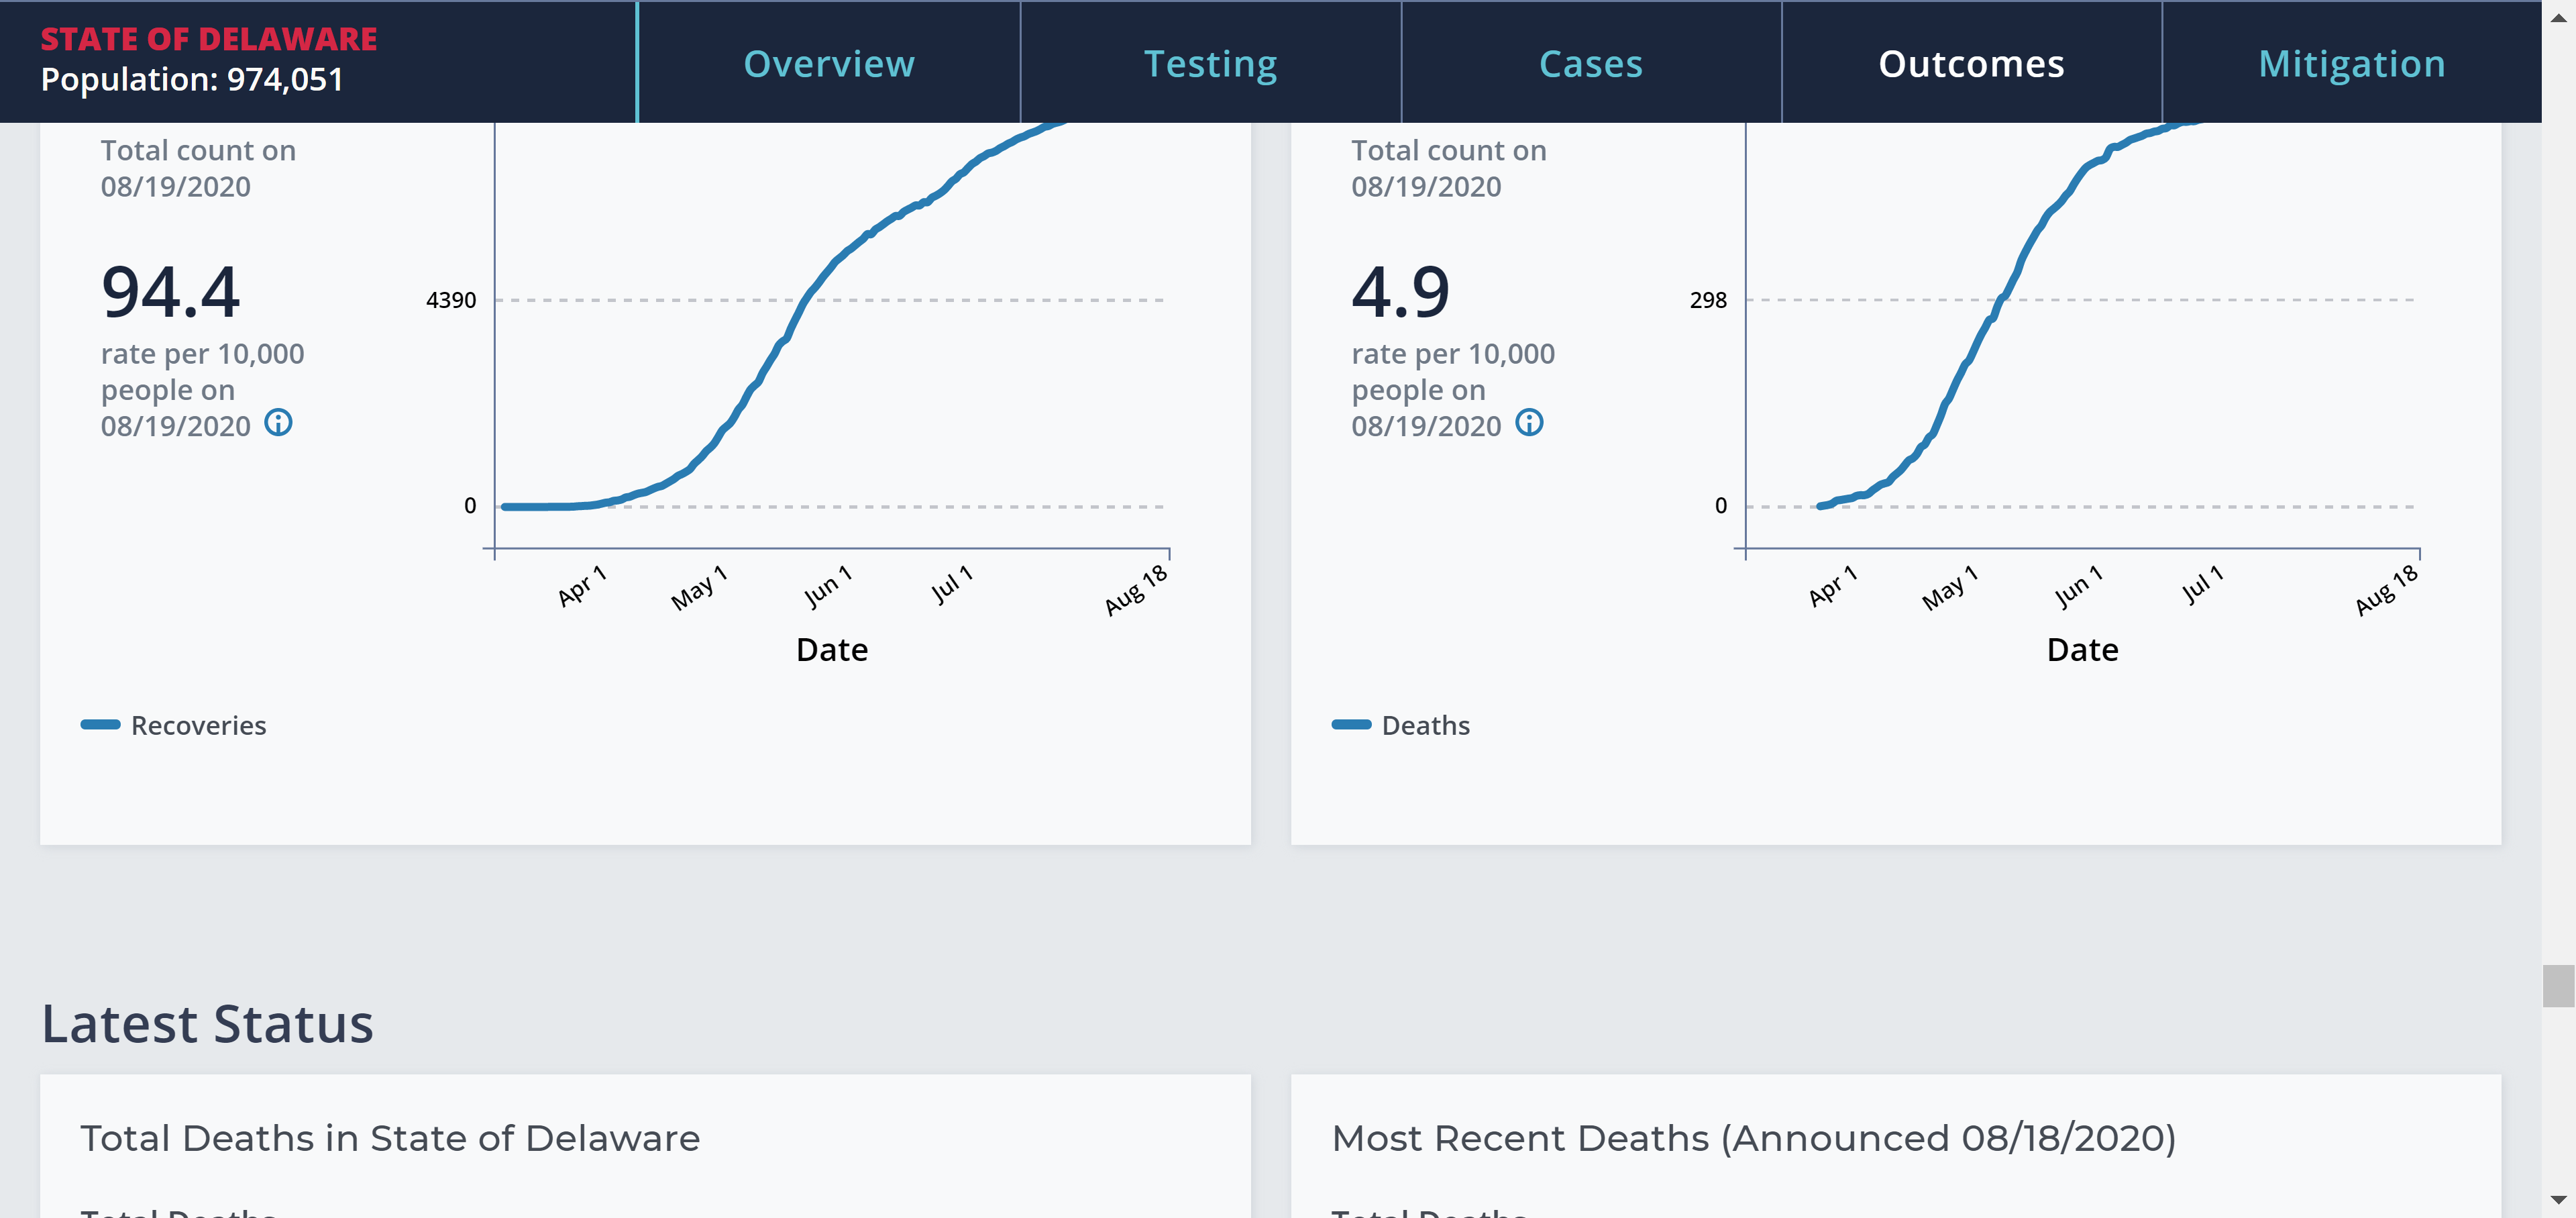 STATE OF DELAWARE
Population: 974,051
Overview
Testing
Cases
Outcomes
Mitigation
Total count on
08/19/2020
94.4
rate per 10,000
people on
08/19/2020
4390
0
Apr 1
May 1
Jun 1
Jul 1
Aug 18
Date
Recoveries
Total count on
08/19/2020
4.9
rate per 10,000
people on
08/19/2020
298
0
Apr 1
May 1
Jun 1
Jul 1
Aug 18
Date
Deaths
Latest Status
Total Deaths in State of Delaware
Total Deaths
Most Recent Deaths (Announced 08/18/2020)
Total Deaths